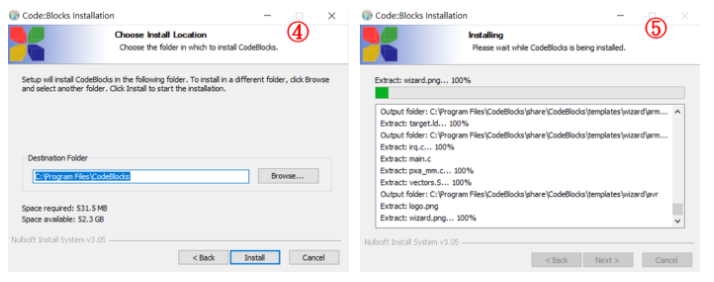 Code:Blocks Installation
④
Choose Install Location
Choose the folder in which to install CodeBlocks.
Setup will install CodeBlocks in the following folder. To install in a different folder, click Browse
and select another folder. Click Install to start the installation.
Destination Folder
C:\Program Files\CodeBlocks
Browse...
Space required: 531.5 MB
Space available: 52.3 GB
Nullsoft Install System v3.05
< Back
Install
Cancel
Code:Blocks Installation
⑤
Installing
Please wait while CodeBlocks is being installed.
Extract: wizard.png... 100%
Output folder: C:\Program Files\CodeBlocks\share\CodeBlocks\templates\wizard\arm...
Extract: target.ld... 100%
Output folder: C:\Program Files\CodeBlocks\share\CodeBlocks\templates\wizard\arm...
Extract: irq.c... 100%
Extract: main.c
Extract: pxa_mm.c... 100%
Extract: vectors.S... 100%
Output folder: C:\Program Files\CodeBlocks\share\CodeBlocks\templates\wizard\avr
Extract: logo.png
Extract: wizard.png... 100%
Nullsoft Install System v3.05
< Back
Next >
Cancel